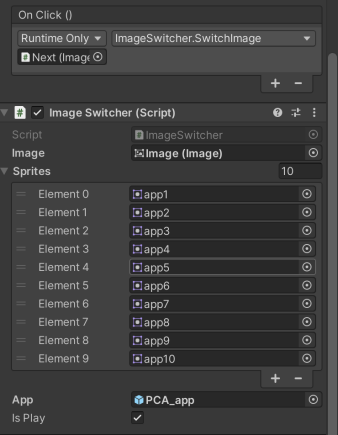 On Click ()
Runtime Only ImageSwitcher.SwitchImage
Next (Image
+ −
# Image Switcher (Script)
Script ImageSwitcher
Image Image (Image)
Sprites 10
Element 0 app1
Element 1 app2
Element 2 app3
Element 3 app4
Element 4 app5
Element 5 app6
Element 6 app7
Element 7 app8
Element 8 app9
Element 9 app10
+ −
App PCA_app
Is Play